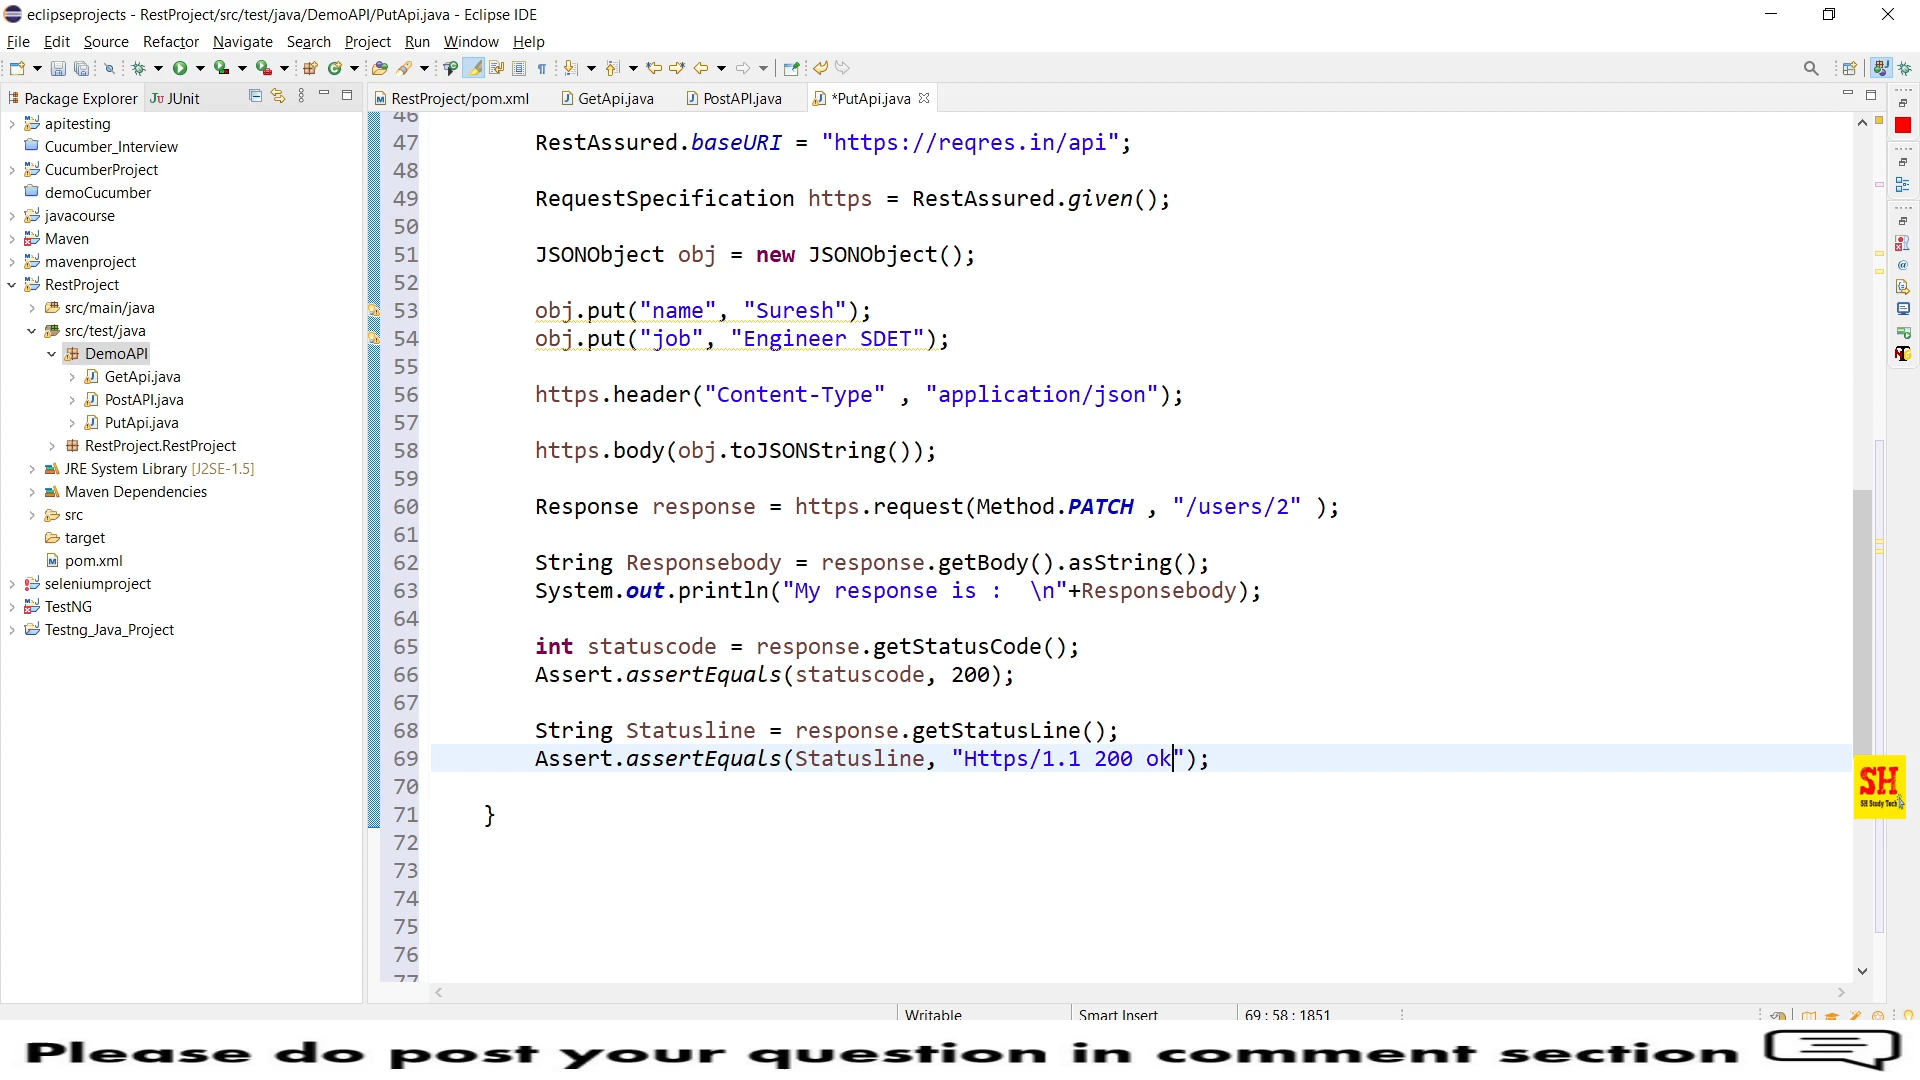 eclipseprojects - RestProject/src/test/java/DemoAPI/PutApi.java - Eclipse IDE
File Edit Source Refactor Navigate Search Project Run Window Help
Package Explorer JUnit RestProject/pom.xml GetApi.java PostAPI.java *PutApi.java
apitesting
Cucumber_Interview
CucumberProject
demoCucumber
javacourse
Maven
mavenproject
RestProject
src/main/java
src/test/java
DemoAPI
GetApi.java
PostAPI.java
PutApi.java
RestProject.RestProject
JRE System Library [J2SE-1.5]
Maven Dependencies
src
target
pom.xml
seleniumproject
TestNG
Testng_Java_Project
46
47 RestAssured.baseURI = "https://reqres.in/api";
48
49 RequestSpecification https = RestAssured.given();
50
51 JSONObject obj = new JSONObject();
52
53 obj.put("name", "Suresh");
54 obj.put("job", "Engineer SDET");
55
56 https.header("Content-Type" , "application/json");
57
58 https.body(obj.toJSONString());
59
60 Response response = https.request(Method.PATCH , "/users/2" );
61
62 String Responsebody = response.getBody().asString();
63 System.out.println("My response is :  \n"+Responsebody);
64
65 int statuscode = response.getStatusCode();
66 Assert.assertEquals(statuscode, 200);
67
68 String Statusline = response.getStatusLine();
69 Assert.assertEquals(Statusline, "Https/1.1 200 ok");
70
71 }
72
73
74
75
76
77
SH
SH Study Tech
Writable Smart Insert 69 : 58 : 1851
Please do post your question in comment section